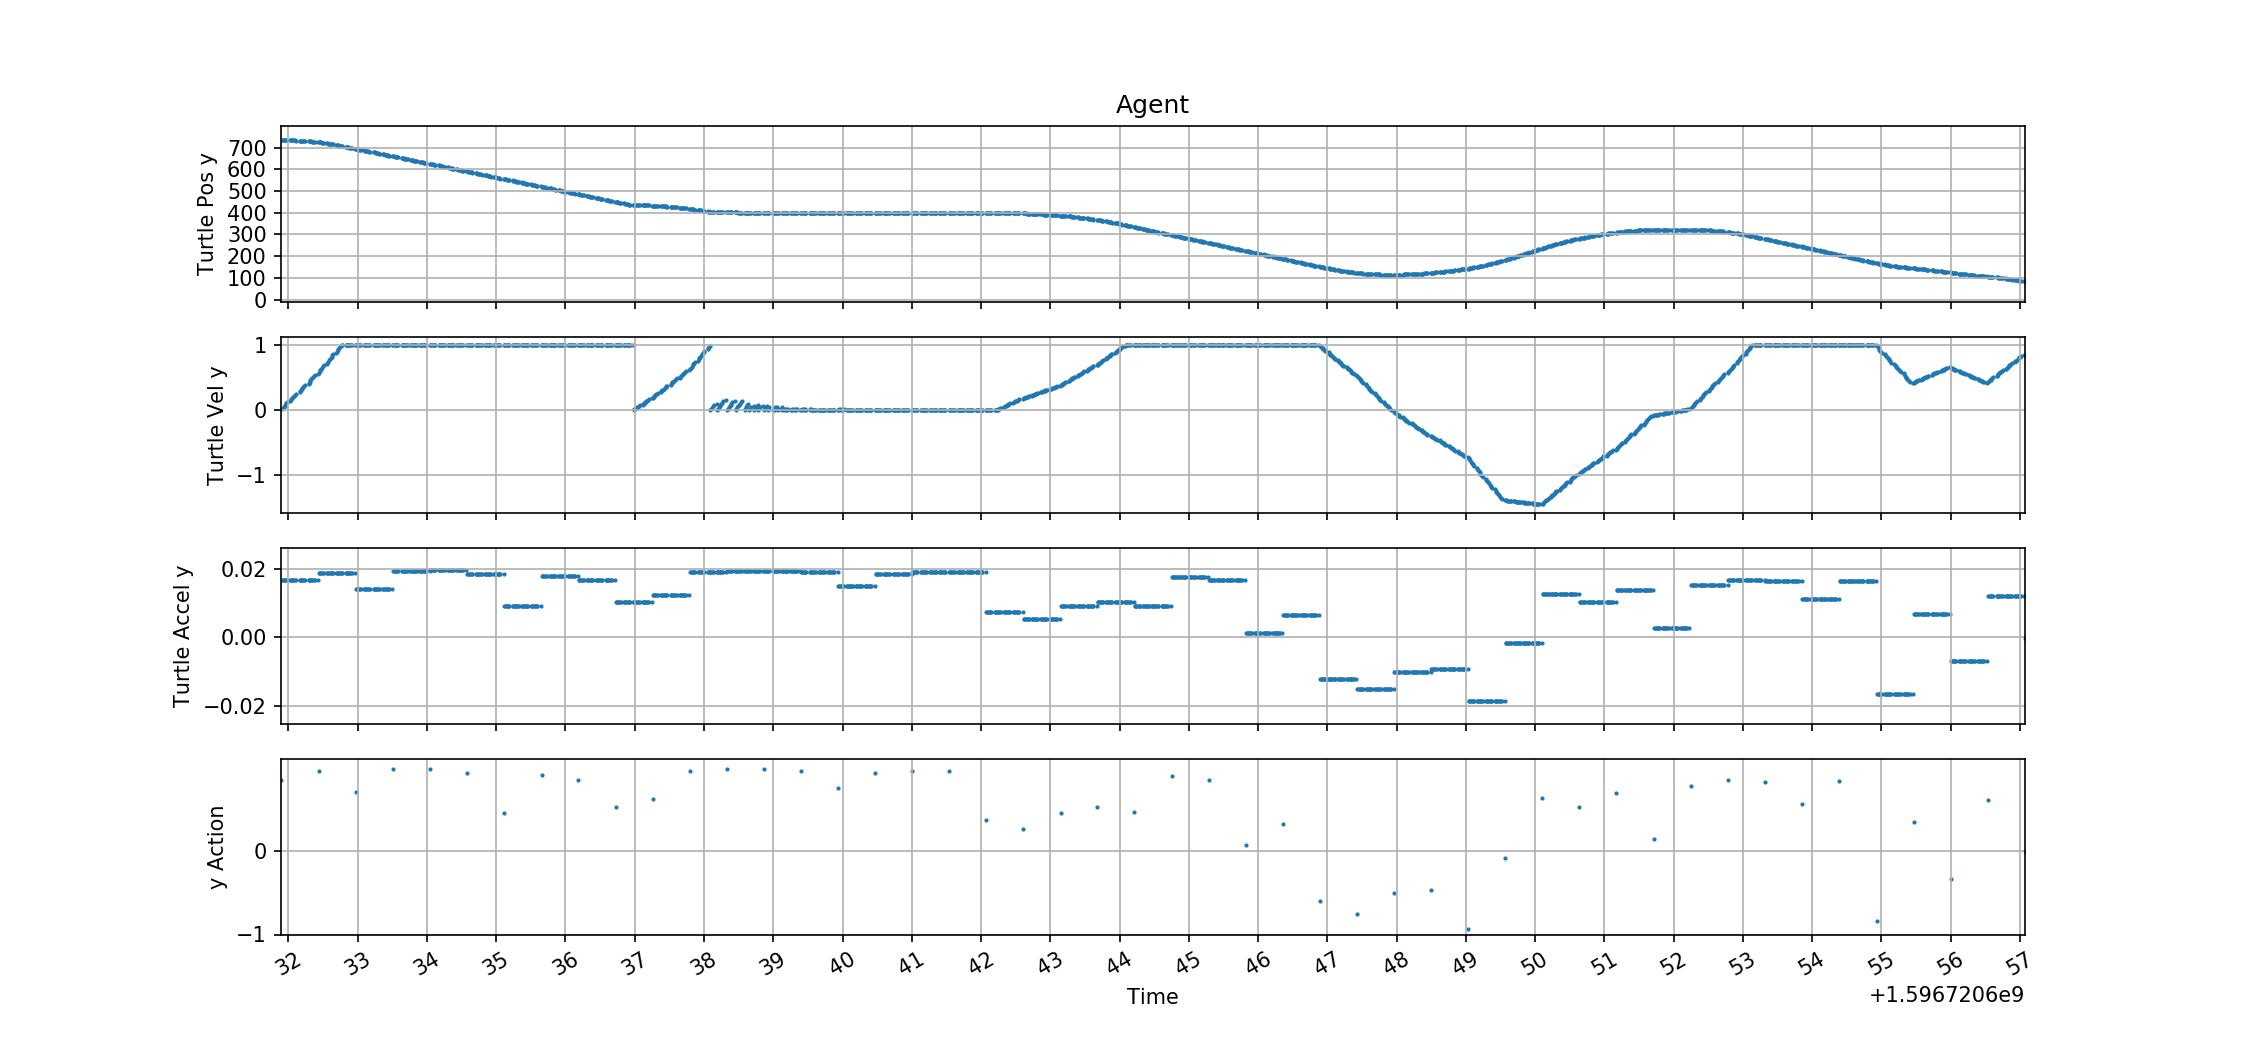 Agent
Turtle Pos y
700
600
500
400
300
200
100
0
Turtle Vel y
1
0
−1
Turtle Accel y
0.02
0.00
−0.02
y Action
0
−1
32 33 34 35 36 37 38 39 40 41 42 43 44 45 46 47 48 49 50 51 52 53 54 55 56 57
Time
+1.5967206e9